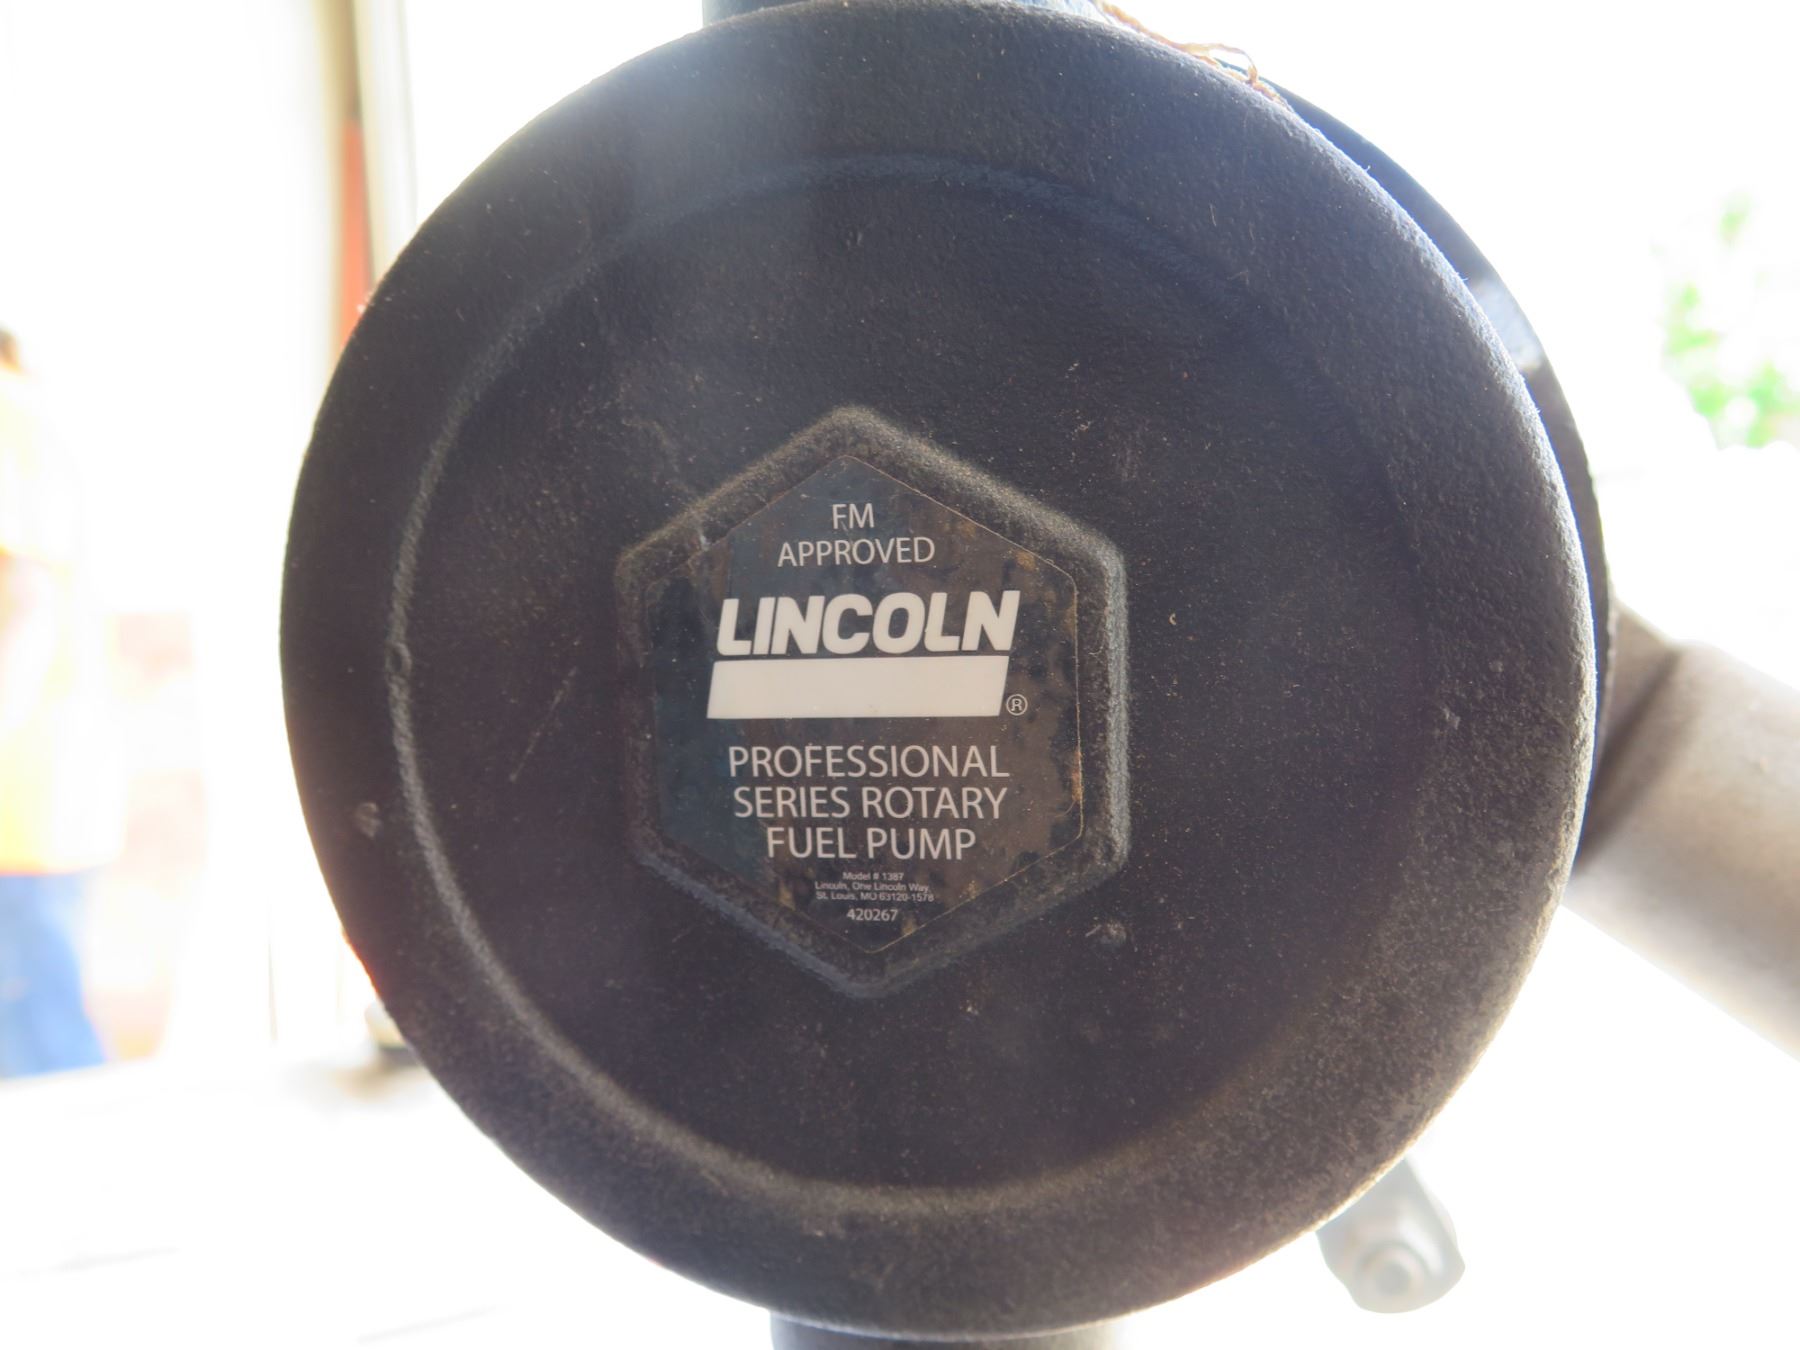 FM
APPROVED
LINCOLN
®
PROFESSIONAL
SERIES ROTARY
FUEL PUMP
Model # 1387
Lincoln, One Lincoln Way,
St. Louis, MO 63120-1578
420267